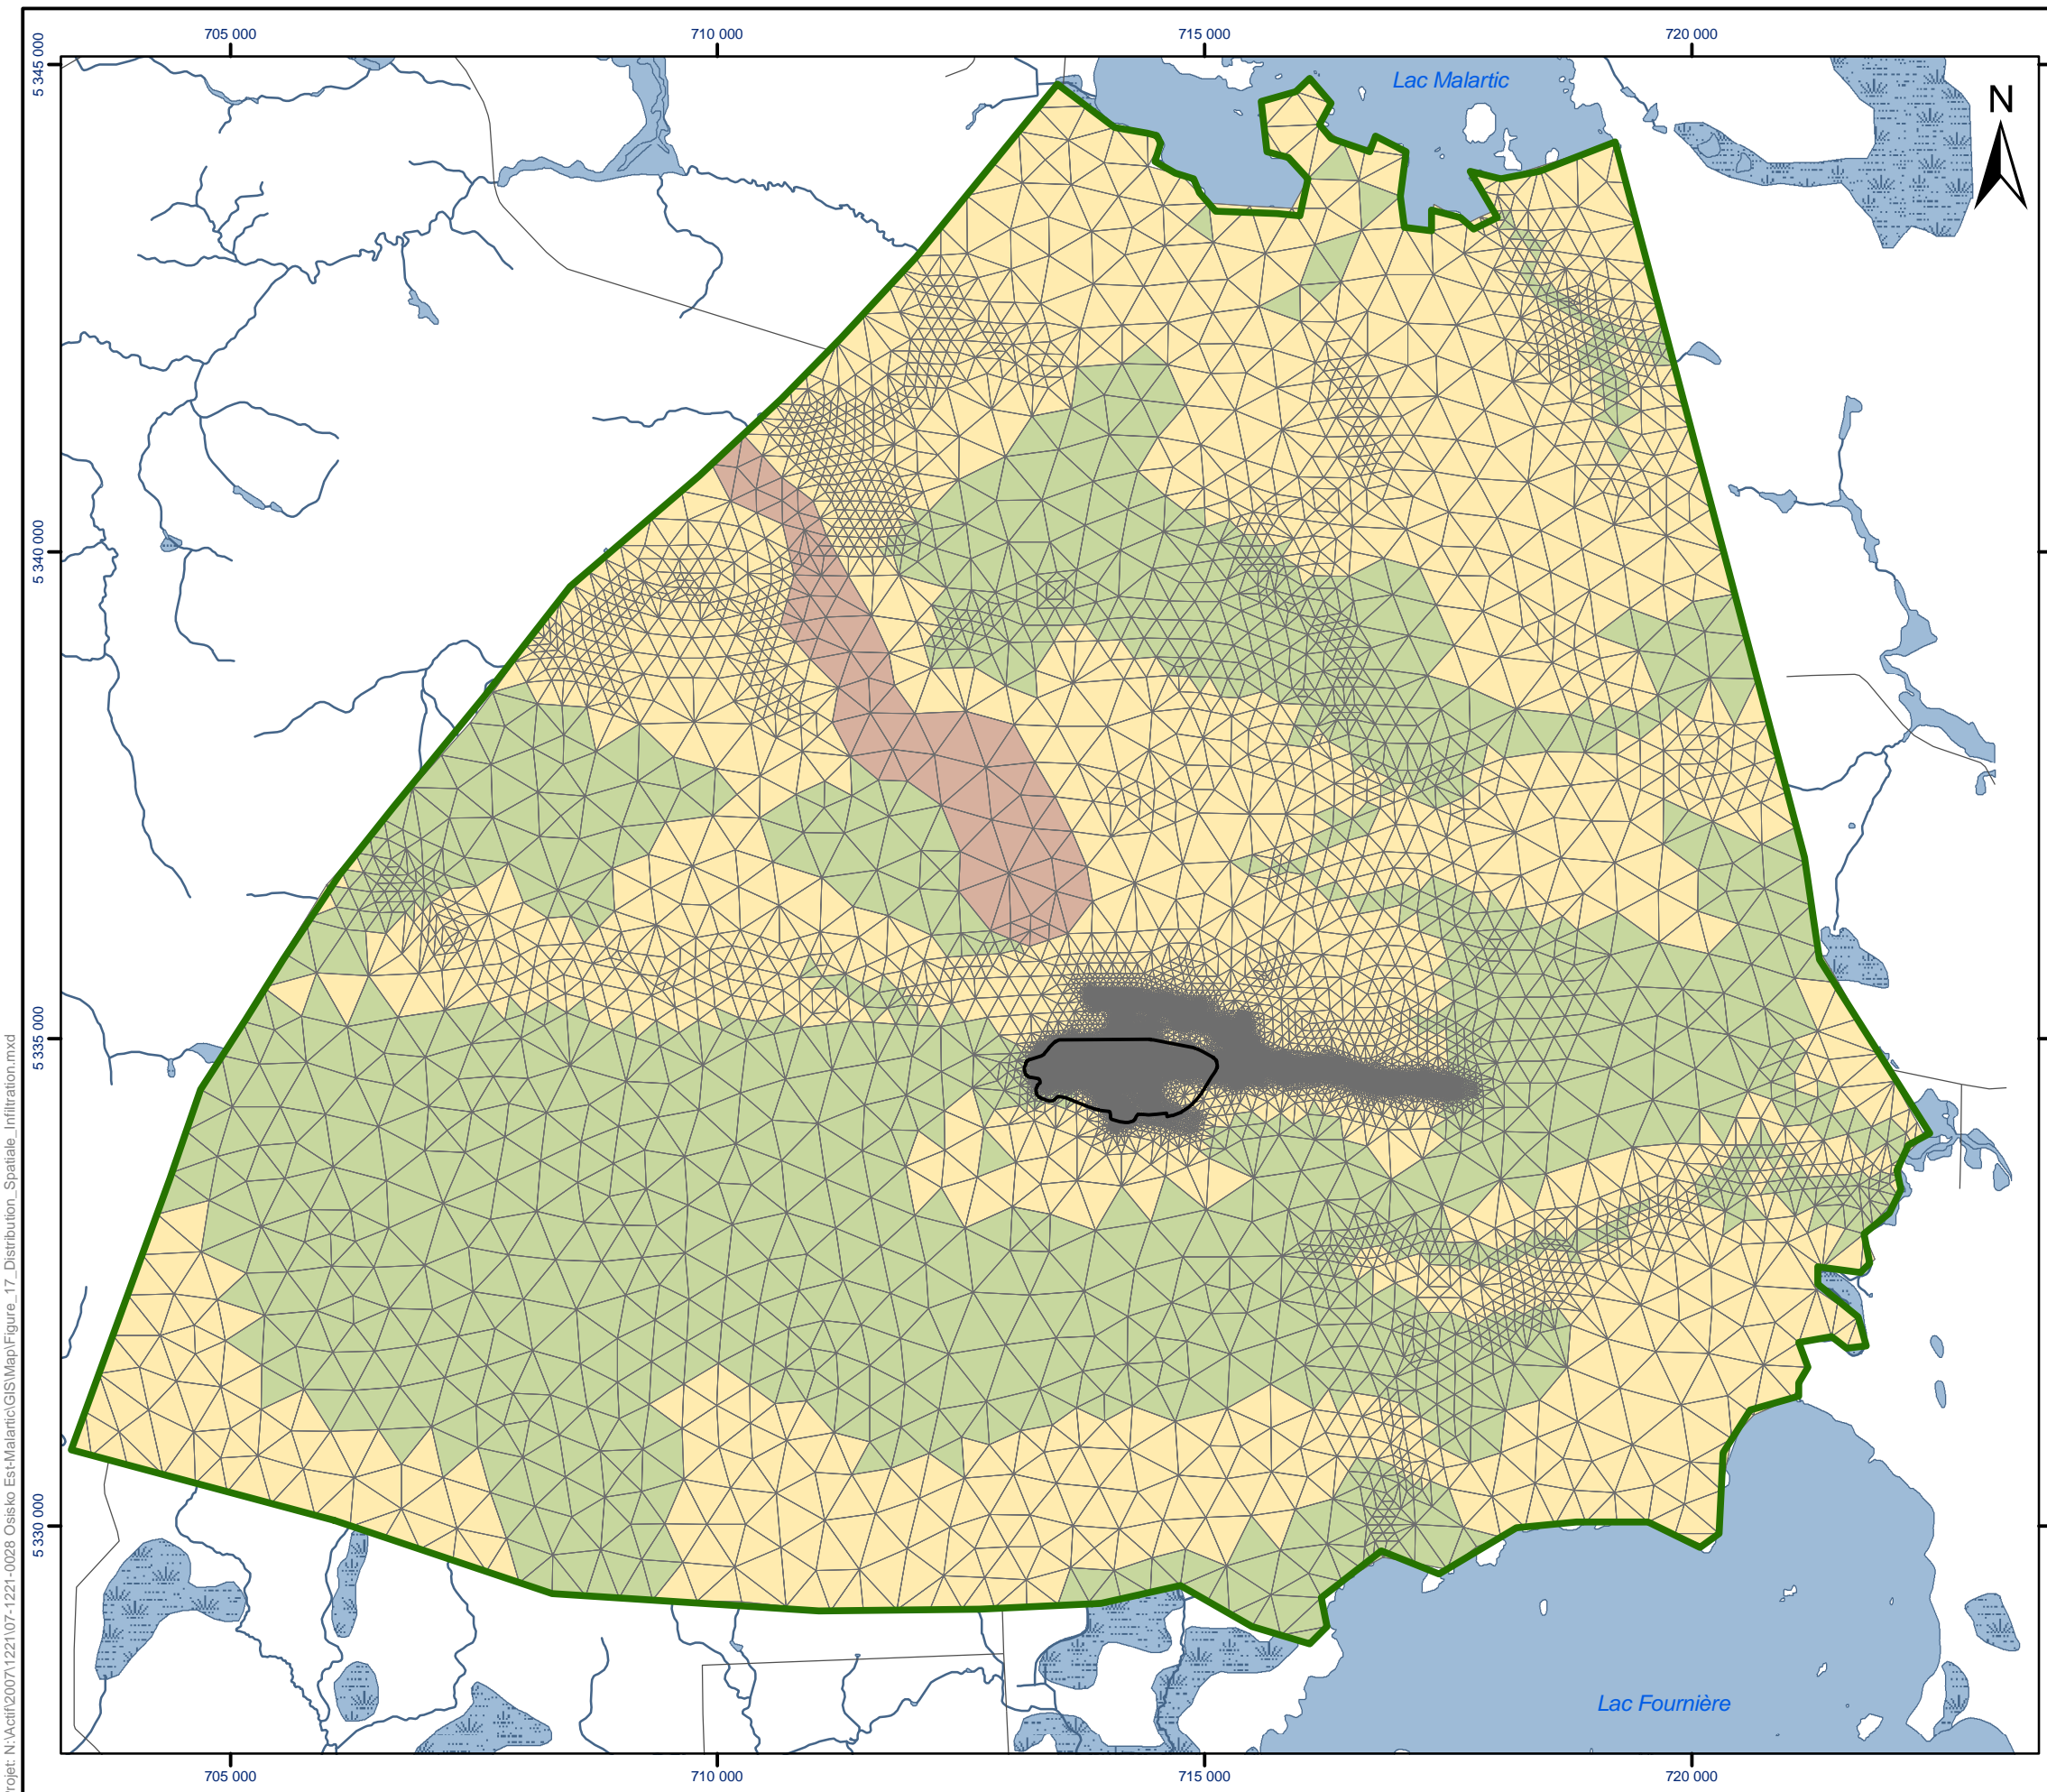 705 000 710 000 715 000 720 000
5 345 000
Lac Malartic
N
5 340 000
5 335 000
5 330 000
Lac Fournière
705 000 710 000 715 000 720 000
rojet: N:\Actif\2007\1221\07-1221-0028 Osisko Est-Malartic\GIS\Map\Figure_17_Distribution_Spatiale_Infiltration.mxd